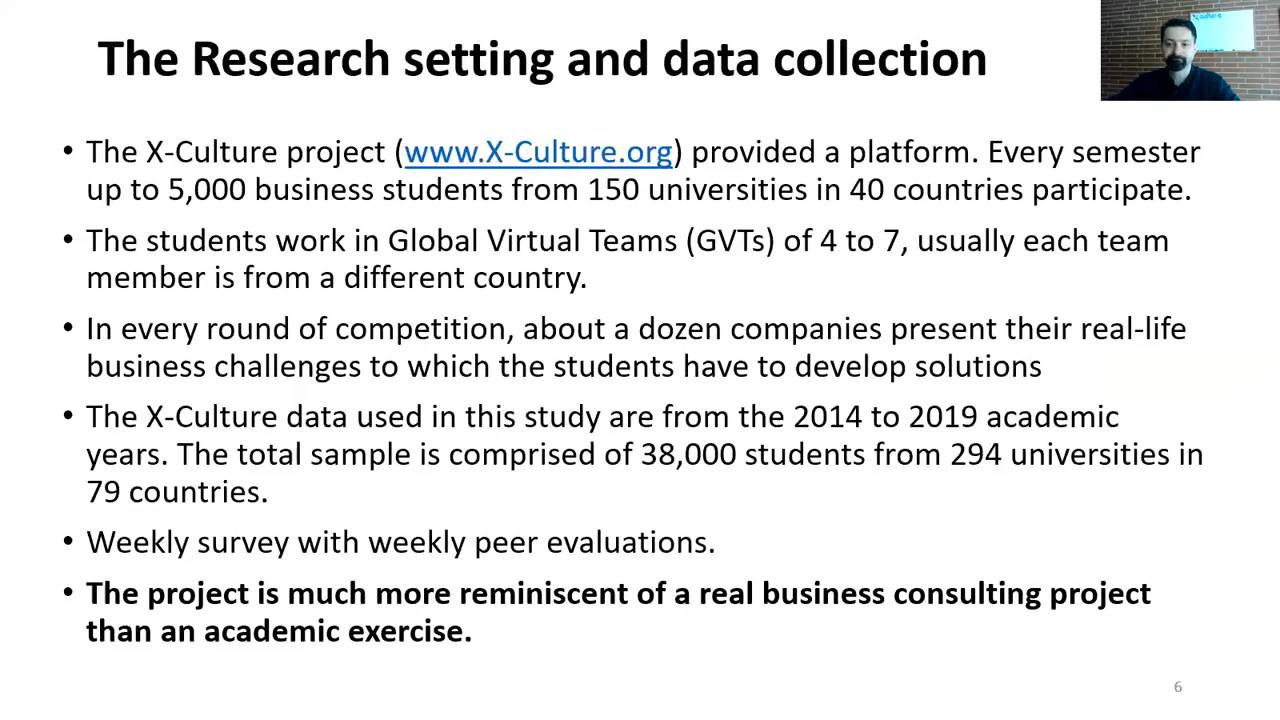 The Research setting and data collection
culture
• The X-Culture project (www.X-Culture.org) provided a platform. Every semester
up to 5,000 business students from 150 universities in 40 countries participate.
• The students work in Global Virtual Teams (GVTs) of 4 to 7, usually each team
member is from a different country.
• In every round of competition, about a dozen companies present their real-life
business challenges to which the students have to develop solutions
• The X-Culture data used in this study are from the 2014 to 2019 academic
years. The total sample is comprised of 38,000 students from 294 universities in
79 countries.
• Weekly survey with weekly peer evaluations.
• The project is much more reminiscent of a real business consulting project
than an academic exercise.
6